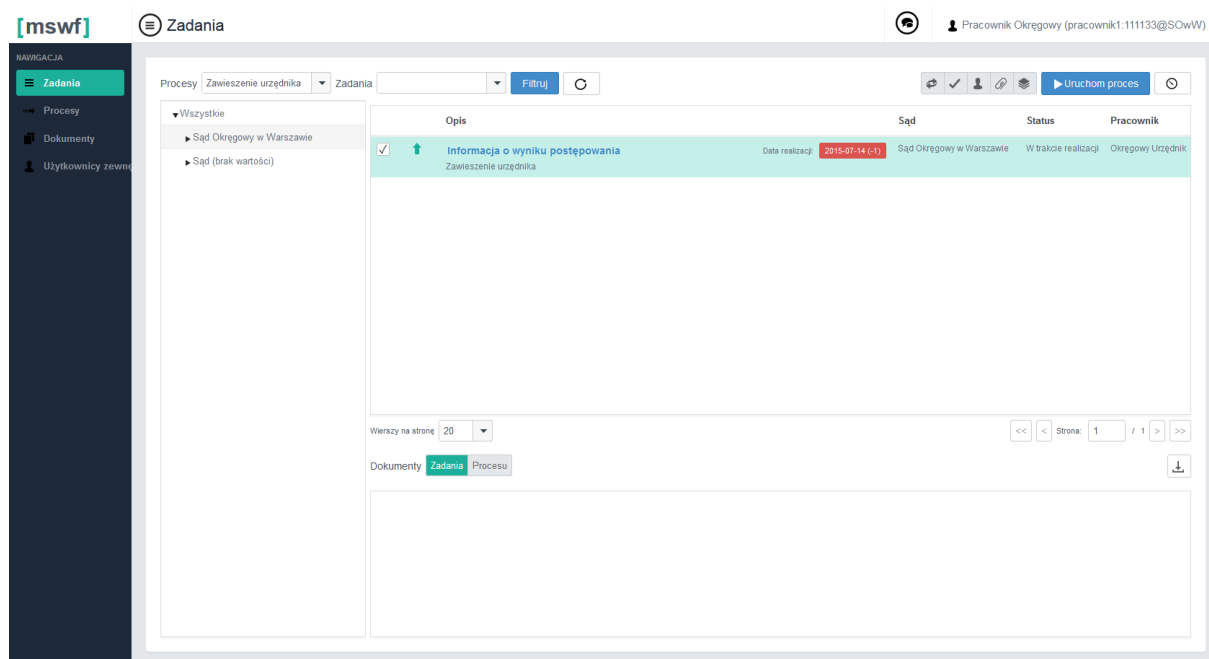 [mswf]
Zadania
Pracownik Okręgowy (pracownik1:111133@SOwW)
NAWIGACJA
Zadania
Procesy
Dokumenty
Użytkownicy zewnę
Procesy Zawieszenie urzędnika Zadania Filtruj Uruchom proces
Wszystkie
Sąd Okręgowy w Warszawie
Sąd (brak wartości)
Opis Sąd Status Pracownik
Informacja o wyniku postępowania Data realizacji: 2015-07-14 (-1) Sąd Okręgowy w Warszawie W trakcie realizacji Okręgowy Urzędnik
Zawieszenie urzędnika
Wierszy na stronę 20 << < Strona: 1 / 1 > >>
Dokumenty Zadania Procesu